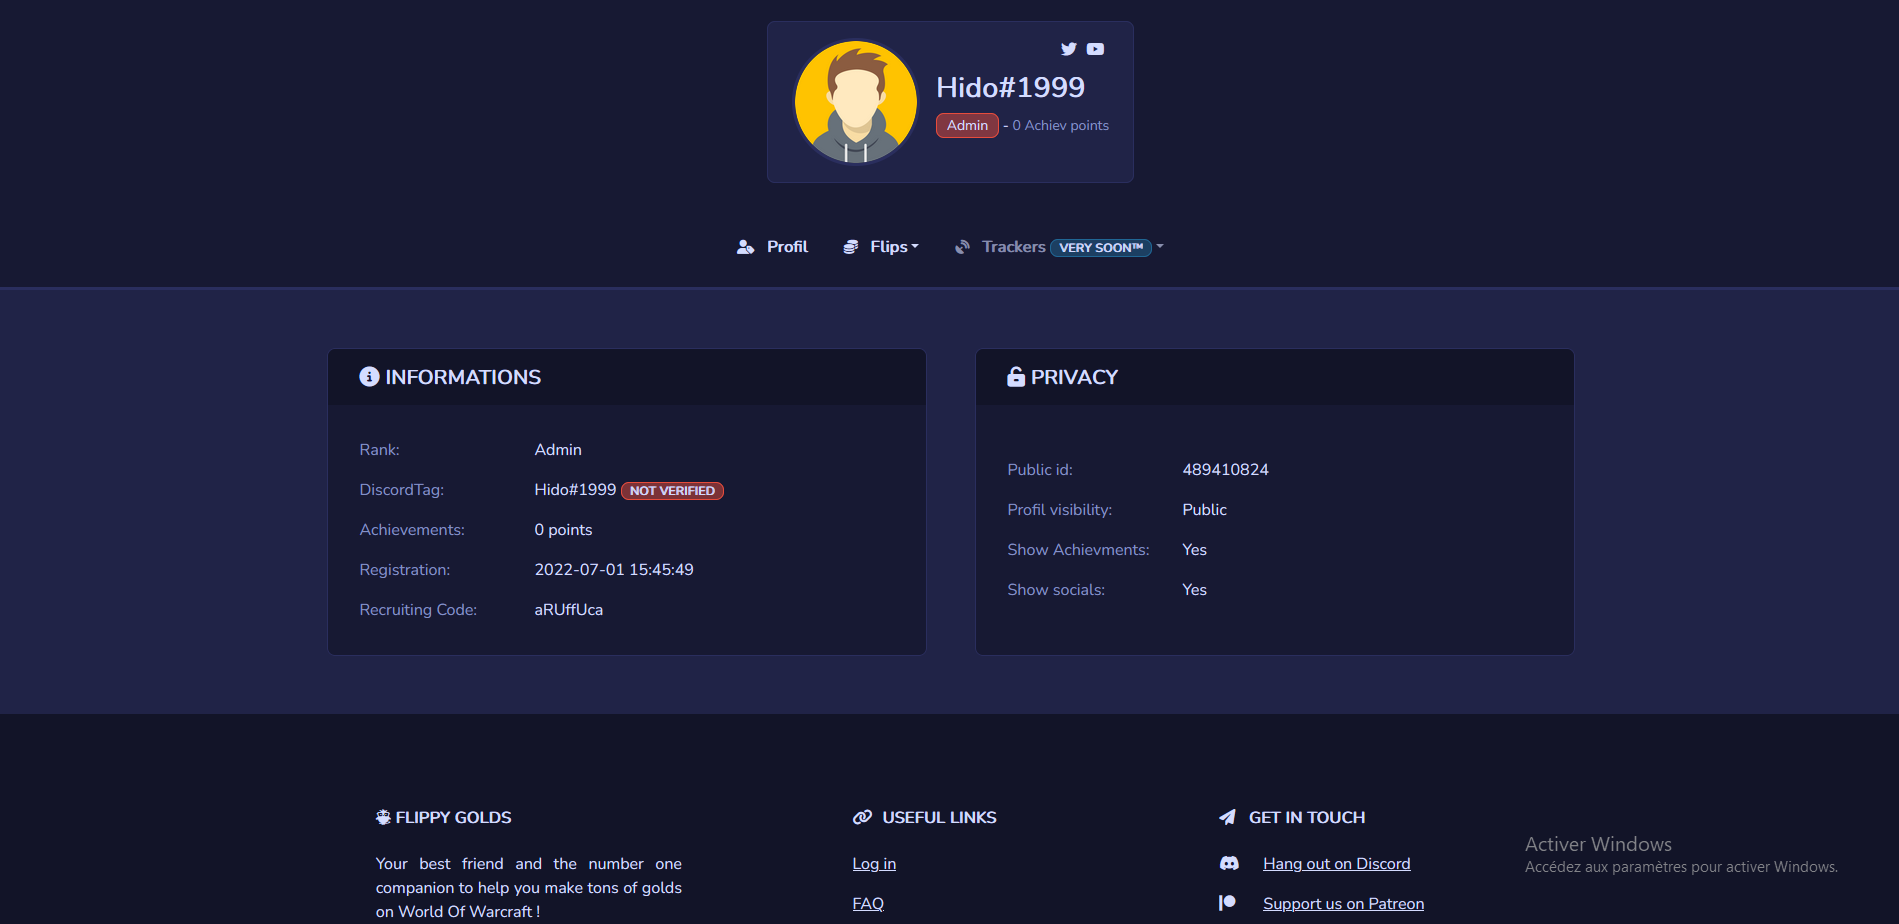 Hido#1999
Admin - 0 Achiev points
Profil Flips Trackers VERY SOON™
INFORMATIONS
Rank: Admin
DiscordTag: Hido#1999 NOT VERIFIED
Achievements: 0 points
Registration: 2022-07-01 15:45:49
Recruiting Code: aRUffUca
PRIVACY
Public id: 489410824
Profil visibility: Public
Show Achievments: Yes
Show socials: Yes
FLIPPY GOLDS
Your best friend and the number one
companion to help you make tons of golds
on World Of Warcraft !
USEFUL LINKS
Log in
FAQ
GET IN TOUCH
Hang out on Discord
Support us on Patreon
Activer Windows
Accédez aux paramètres pour activer Windows.